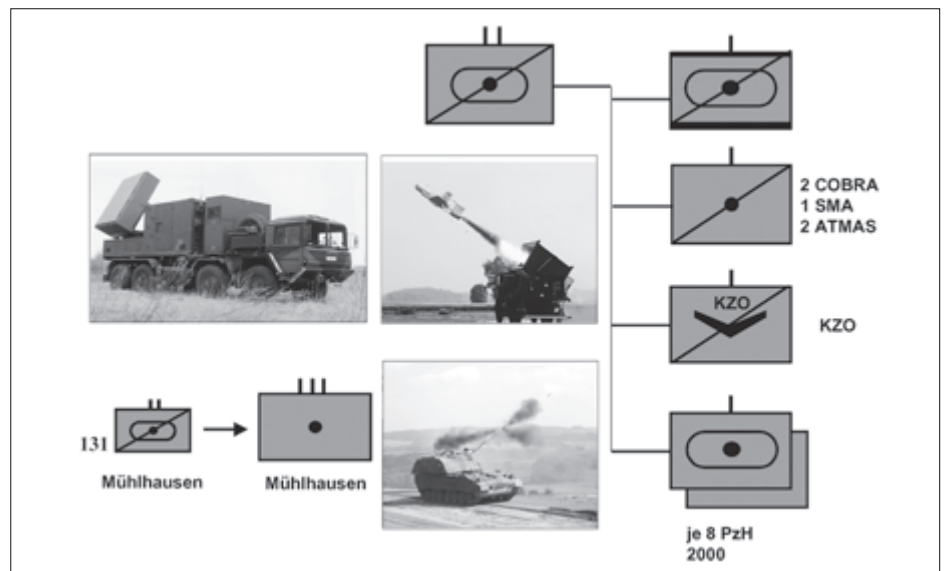 2 COBRA
1 SMA
2 ATMAS
KZO
KZO
131
Mühlhausen
Mühlhausen
je 8 PzH
2000